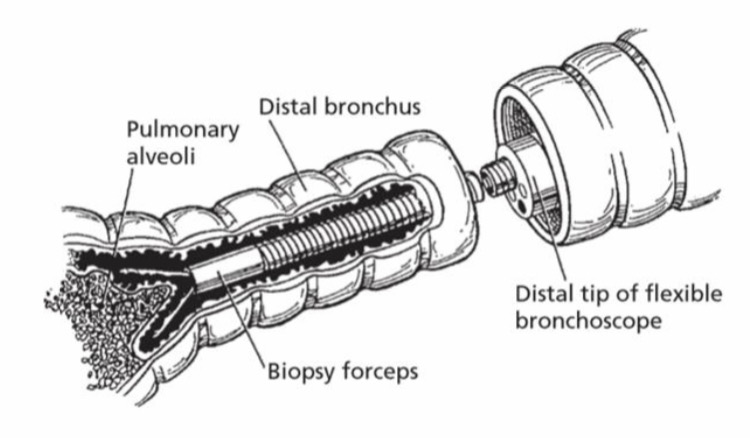 Distal bronchus
Pulmonary
alveoli
Distal tip of flexible
bronchoscope
Biopsy forceps